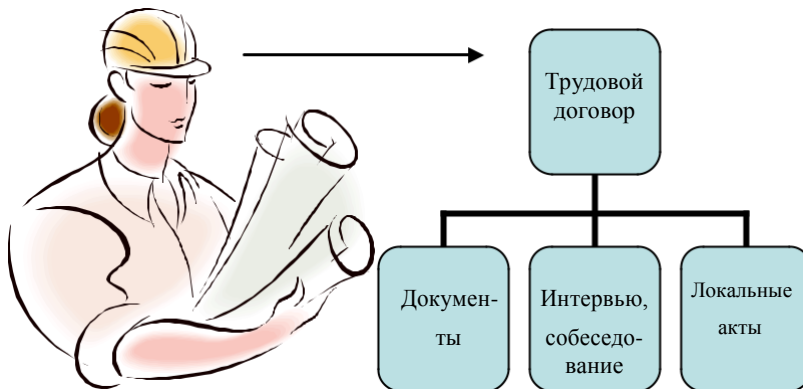 Трудовой
договор
Докумен-
ты
Интервью,
собеседо-
вание
Локальные
акты